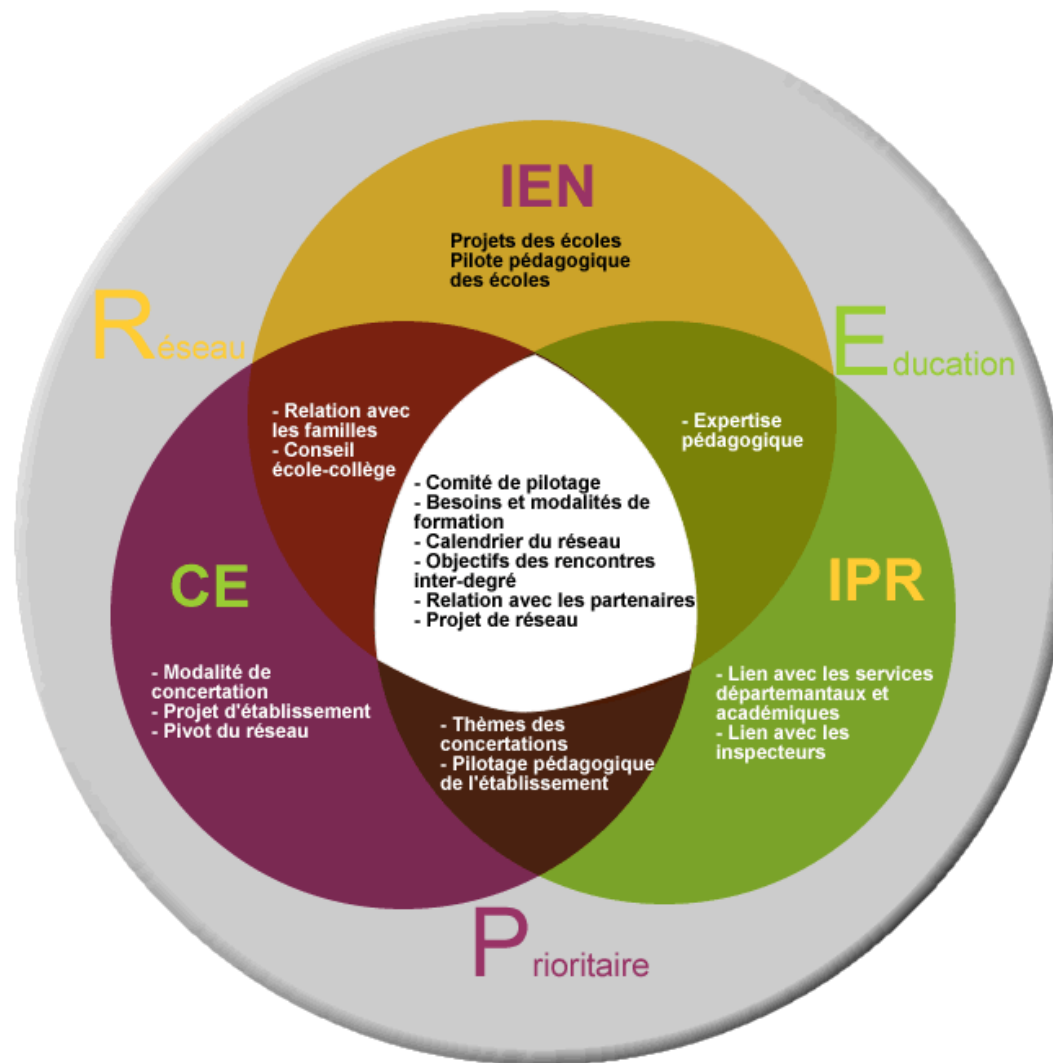 IEN
Projets des écoles
Pilote pédagogique
des écoles
Réseau
Education
- Relation avec
les familles
- Conseil
école-collège
- Expertise
pédagogique
- Comité de pilotage
- Besoins et modalités de
formation
- Calendrier du réseau
- Objectifs des rencontres
inter-degré
- Relation avec les partenaires
- Projet de réseau
CE
- Modalité de
concertation
- Projet d'établissement
- Pivot du réseau
IPR
- Lien avec les services
départemantaux et
académiques
- Lien avec les
inspecteurs
- Thèmes des
concertations
- Pilotage pédagogique
de l'établissement
Prioritaire